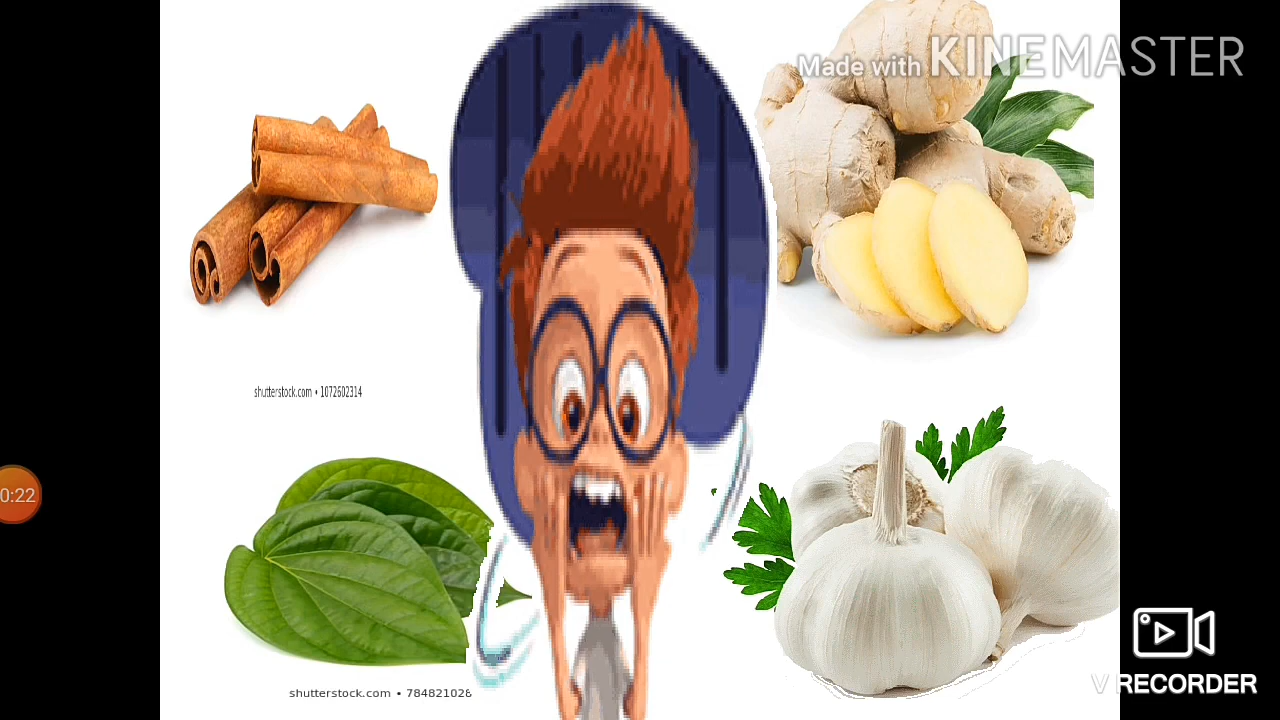 Made with KINEMASTER
shutterstock.com • 1072602314
0:22
shutterstock.com • 784821028
V RECORDER